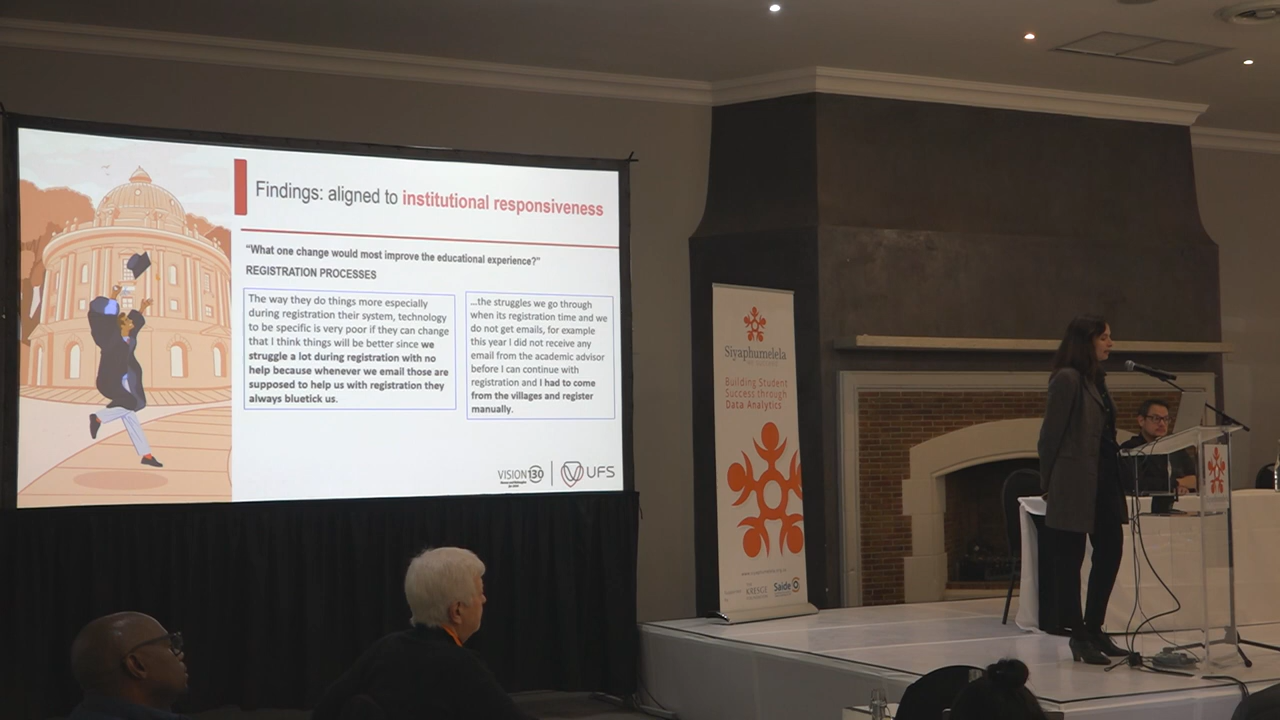 Findings: aligned to institutional responsiveness
“What one change would most improve the educational experience?”
REGISTRATION PROCESSES
The way they do things more especially
during registration their system, technology
to be specific is very poor if they can change
that I think things will be better since we
struggle a lot during registration with no
help because whenever we email those are
supposed to help us with registration they
always bluetick us.
...the struggles we go through
when its registration time and we
do not get emails, for example
this year I did not receive any
email from the academic advisor
before I can continue with
registration and I had to come
from the villages and register
manually.
VISION 130
UFS
Siyaphumelela
Building Student
Success through
Data Analytics
KRESGE
Saide